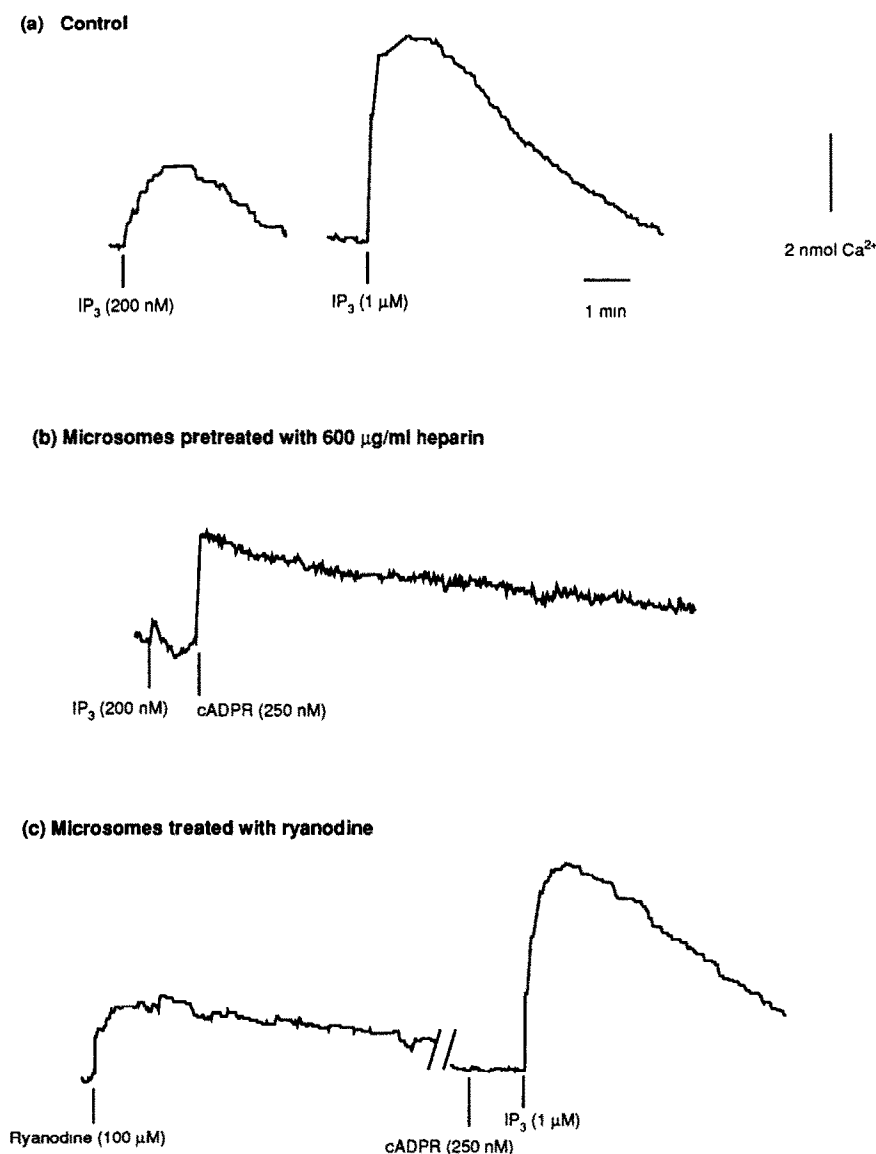 (a) Control
IP₃ (200 nM)
IP₃ (1 µM)
1 min
2 nmol Ca²⁺
(b) Microsomes pretreated with 600 µg/ml heparin
IP₃ (200 nM)
cADPR (250 nM)
(c) Microsomes treated with ryanodine
Ryanodine (100 µM)
cADPR (250 nM)
IP₃ (1 µM)